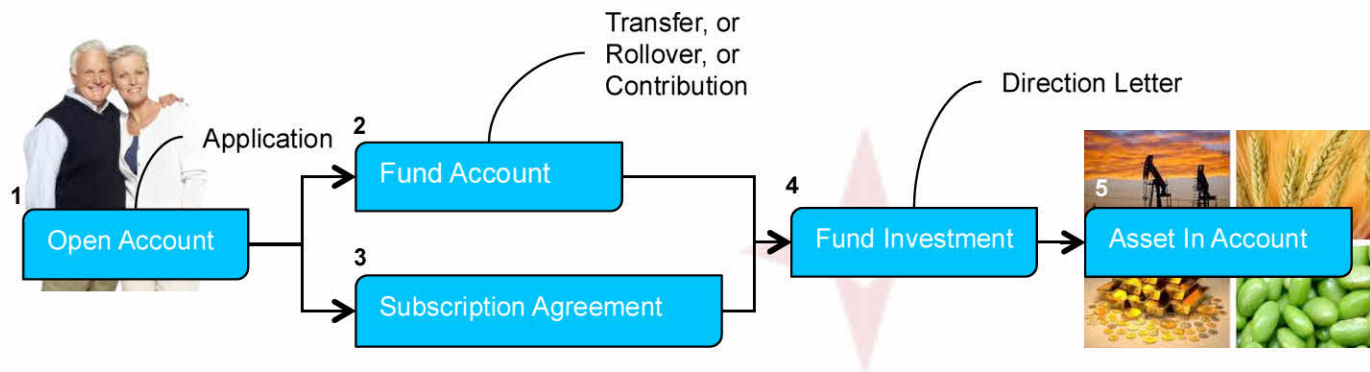 1
Open Account
Application
2
Fund Account
Transfer, or
Rollover, or
Contribution
3
Subscription Agreement
4
Fund Investment
Direction Letter
5
Asset In Account